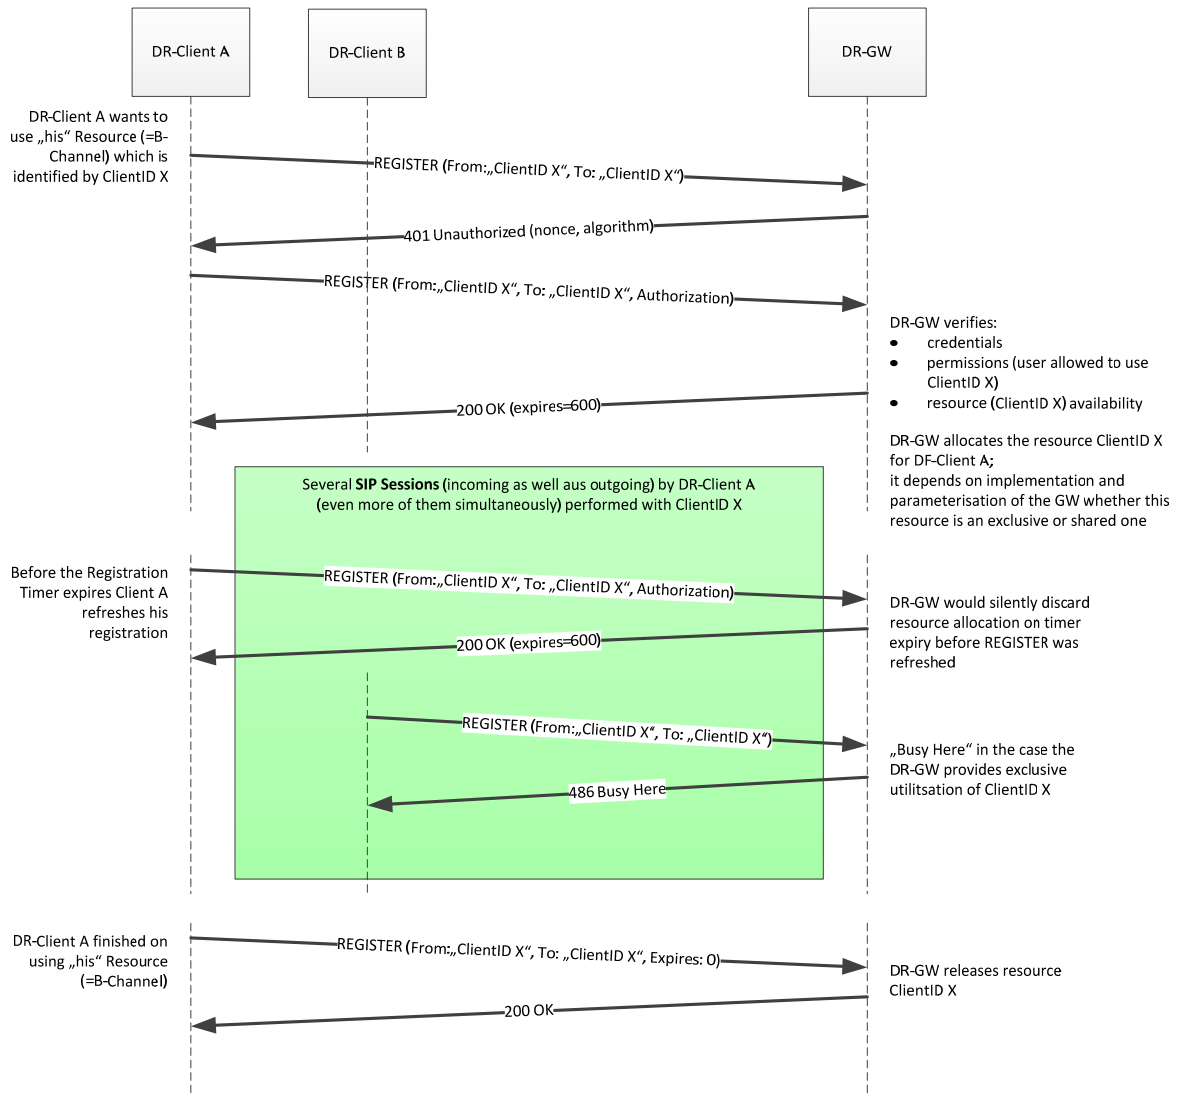 DR-Client A
DR-Client B
DR-GW
DR-Client A wants to
use „his“ Resource (=B-
Channel) which is
identified by ClientID X
REGISTER (From:„ClientID X“, To: „ClientID X“)
401 Unauthorized (nonce, algorithm)
REGISTER (From:„ClientID X“, To: „ClientID X“, Authorization)
DR-GW verifies:
● credentials
● permissions (user allowed to use
ClientID X)
● resource (ClientID X) availability
200 OK (expires=600)
DR-GW allocates the resource ClientID X
for DF-Client A;
it depends on implementation and
parameterisation of the GW whether this
resource is an exclusive or shared one
Several SIP Sessions (incoming as well aus outgoing) by DR-Client A
(even more of them simultaneously) performed with ClientID X
Before the Registration
Timer expires Client A
refreshes his
registration
REGISTER (From:„ClientID X“, To: „ClientID X“, Authorization)
200 OK (expires=600)
DR-GW would silently discard
resource allocation on timer
expiry before REGISTER was
refreshed
REGISTER (From:„ClientID X“, To: „ClientID X“)
486 Busy Here
„Busy Here“ in the case the
DR-GW provides exclusive
utilitsation of ClientID X
DR-Client A finished on
using „his“ Resource
(=B-Channel)
REGISTER (From:„ClientID X“, To: „ClientID X“, Expires: 0)
200 OK
DR-GW releases resource
ClientID X